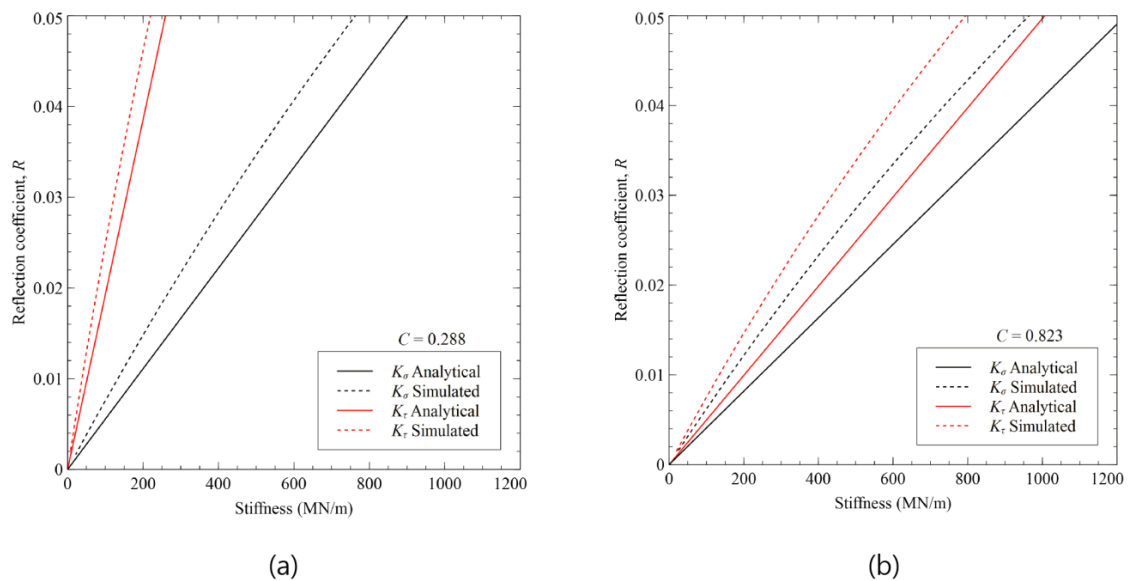 0.05
0.04
0.03
0.02
0.01
0
Reflection coefficient, R
0 200 400 600 800 1000 1200
Stiffness (MN/m)
C = 0.288
Kσ Analytical
Kσ Simulated
Kτ Analytical
Kτ Simulated
(a)
0.05
0.04
0.03
0.02
0.01
0
Reflection coefficient, R
0 200 400 600 800 1000 1200
Stiffness (MN/m)
C = 0.823
Kσ Analytical
Kσ Simulated
Kτ Analytical
Kτ Simulated
(b)